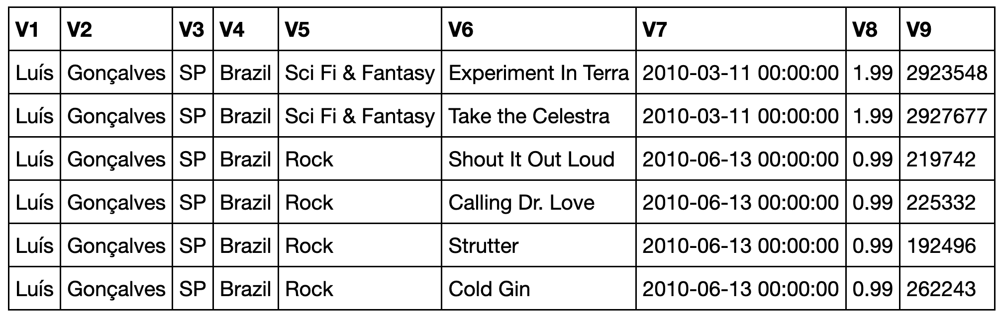 V1 V2 V3 V4 V5 V6 V7 V8 V9
Luís Gonçalves SP Brazil Sci Fi & Fantasy Experiment In Terra 2010-03-11 00:00:00 1.99 2923548
Luís Gonçalves SP Brazil Sci Fi & Fantasy Take the Celestra 2010-03-11 00:00:00 1.99 2927677
Luís Gonçalves SP Brazil Rock Shout It Out Loud 2010-06-13 00:00:00 0.99 219742
Luís Gonçalves SP Brazil Rock Calling Dr. Love 2010-06-13 00:00:00 0.99 225332
Luís Gonçalves SP Brazil Rock Strutter 2010-06-13 00:00:00 0.99 192496
Luís Gonçalves SP Brazil Rock Cold Gin 2010-06-13 00:00:00 0.99 262243